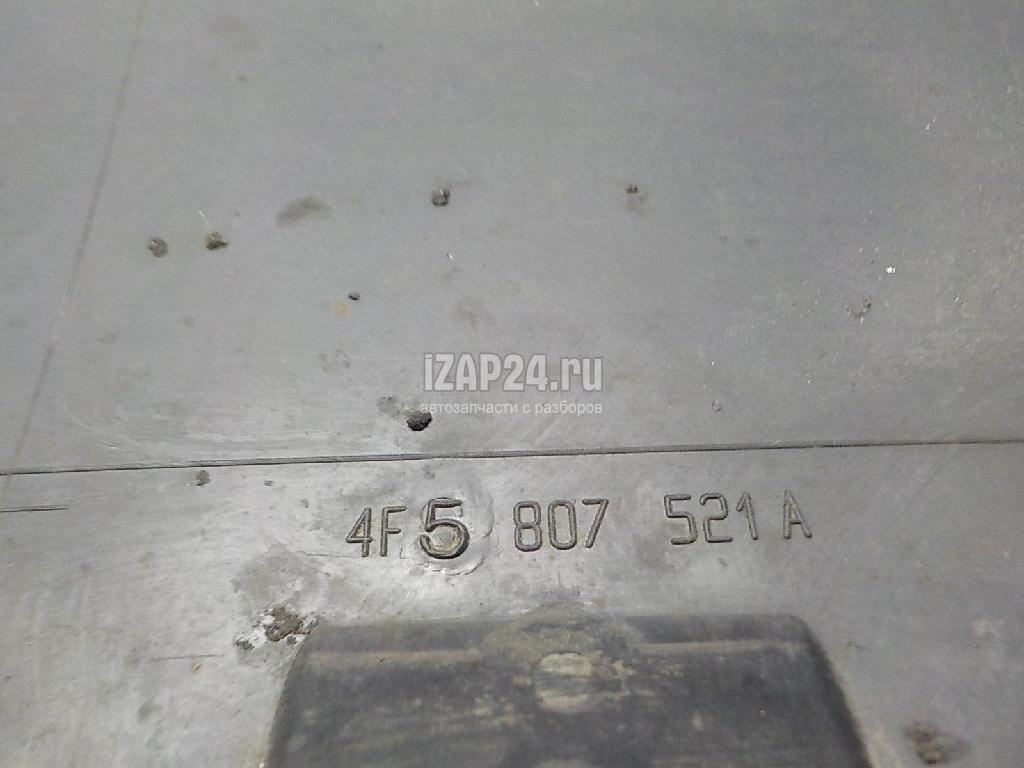 iZAP24.ru
автозапчасти с разборов
4F5 807 521 A